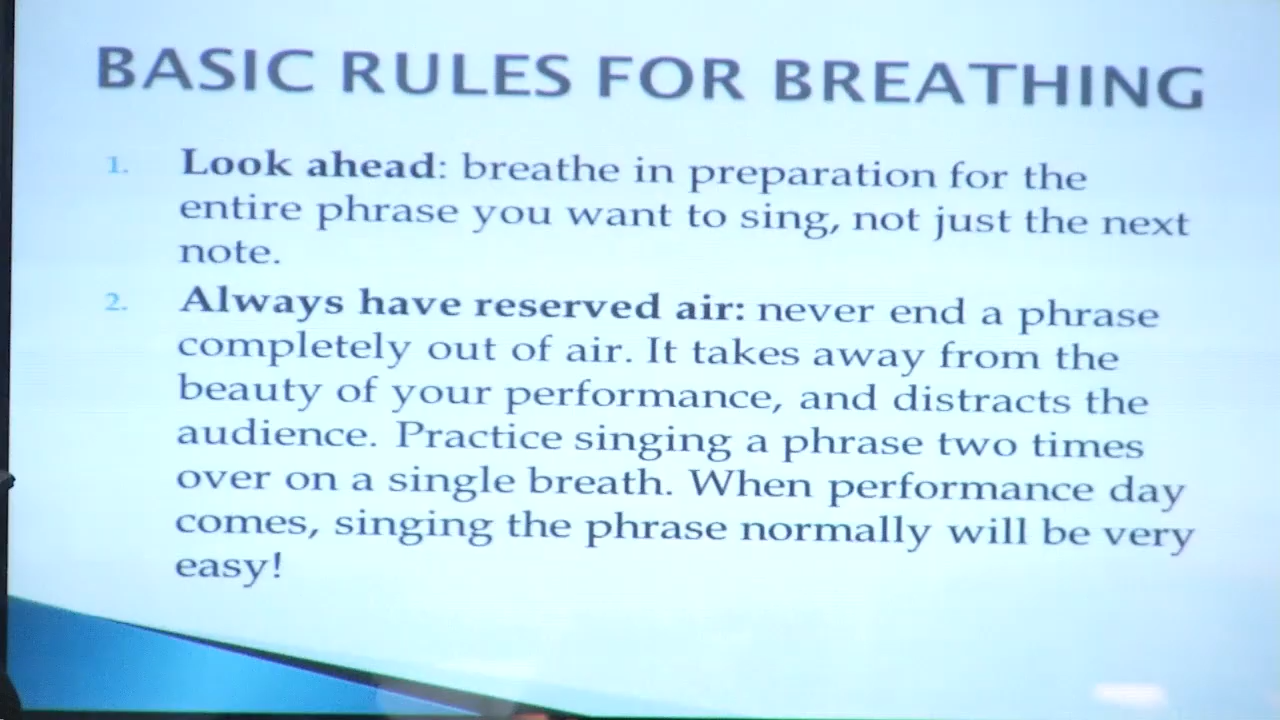 BASIC RULES FOR BREATHING
1. Look ahead: breathe in preparation for the
entire phrase you want to sing, not just the next
note.
2. Always have reserved air: never end a phrase
completely out of air. It takes away from the
beauty of your performance, and distracts the
audience. Practice singing a phrase two times
over on a single breath. When performance day
comes, singing the phrase normally will be very
easy!